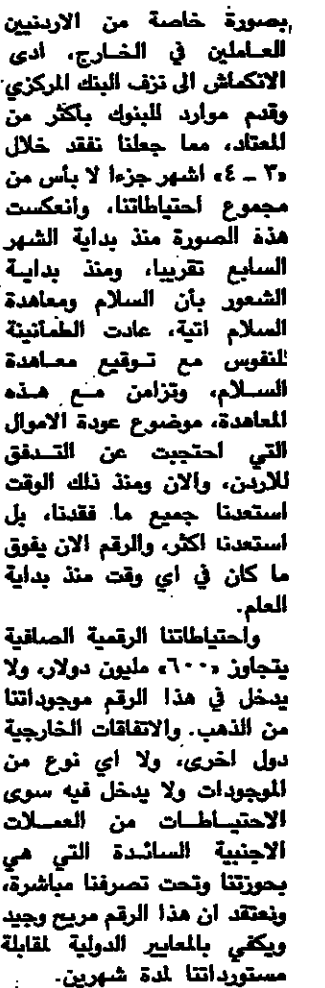 بصورة خاصة من الاردنيين
العاملين في الخارج، ادى
الانكماش الى نزف البنك المركزي
وقدم موارد للبنوك باكثر من
المعتاد، مما جعلنا نفقد خلال
«٣ ــ ٤» اشهر جزءا لا بأس من
مجموع احتياطاتنا، وانعكست
هذة الصورة منذ بداية الشهر
السابع تقريبا، ومنذ بداية
الشعور بأن السلام ومعاهدة
السلام اتية، عادت الطمأنينة
للنفوس مع توقيع معاهدة
السلام، وتزامن مع هذه
المعاهدة، موضوع عودة الاموال
التي احتجبت عن التدفق
للاردن، والان ومنذ ذلك الوقت
استعدنا جميع ما فقدنا، بل
استعدنا اكثر، والرقم الان يفوق
ما كان في اي وقت منذ بداية
العام.
واحتياطاتنا الرقمية الصافية
يتجاوز «٦٠٠» مليون دولار، ولا
يدخل في هذا الرقم موجوداتنا
من الذهب. والاتفاقات الخارجية
دول اخرى، ولا اي نوع من
الموجودات ولا يدخل فيه سوى
الاحتياطات من العملات
الاجنبية السائدة التي هي
بحوزتنا وتحت تصرفنا مباشرة،
ونعتقد ان هذا الرقم مريح وجيد
ويكفي بالمعايير الدولية لمقابلة
مستورداتنا لمدة شهرين.